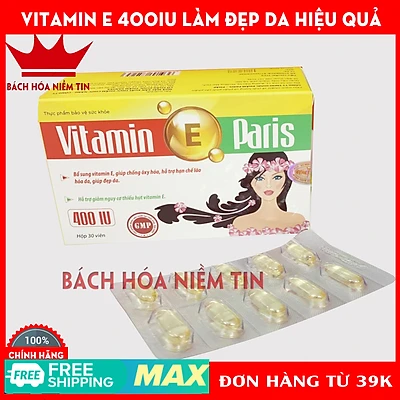 VITAMIN E 400IU LÀM ĐẸP DA HIỆU QUẢ
BÁCH HÓA NIỀM TIN
Thực phẩm bảo vệ sức khỏe
Vitamin E Paris
Bổ sung vitamin E, giúp chống ôxy hóa, hỗ trợ hạn chế lão
hóa da, giúp đẹp da.
Hỗ trợ giảm nguy cơ thiếu hụt vitamin E.
400 IU
GMP
Hộp 30 viên
BÁCH HÓA NIỀM TIN
100%
CHÍNH HÃNG
FREE
SHIPPING
MAX
ĐƠN HÀNG TỪ 39K